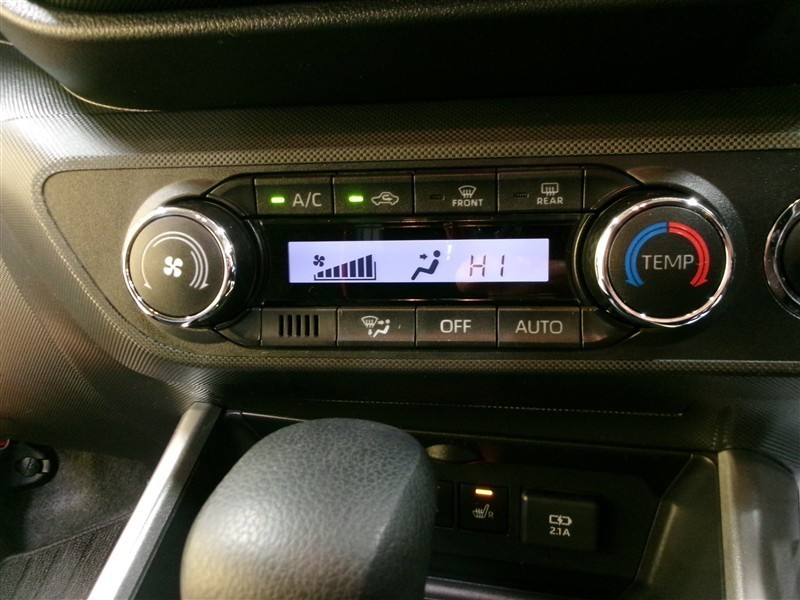 A/C
FRONT
REAR
HI
TEMP
OFF
AUTO
R
2.1A